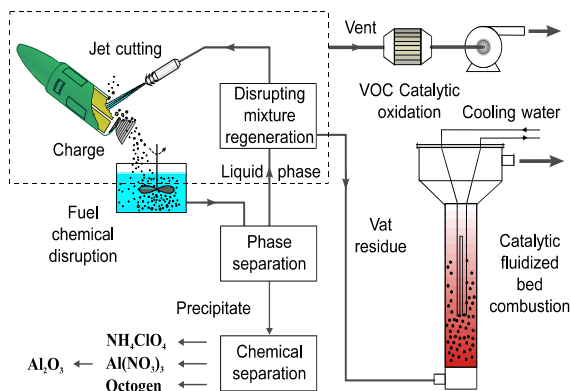 Jet cutting
Vent
Disrupting
mixture
regeneration
VOC Catalytic
oxidation
Cooling water
Charge
Liquid phase
Fuel
chemical
disruption
Phase
separation
Vat
residue
Catalytic
fluidized
bed
combustion
Precipitate
NH₄ClO₄
Al₂O₃
Al(NO₃)₃
Octogen
Chemical
separation